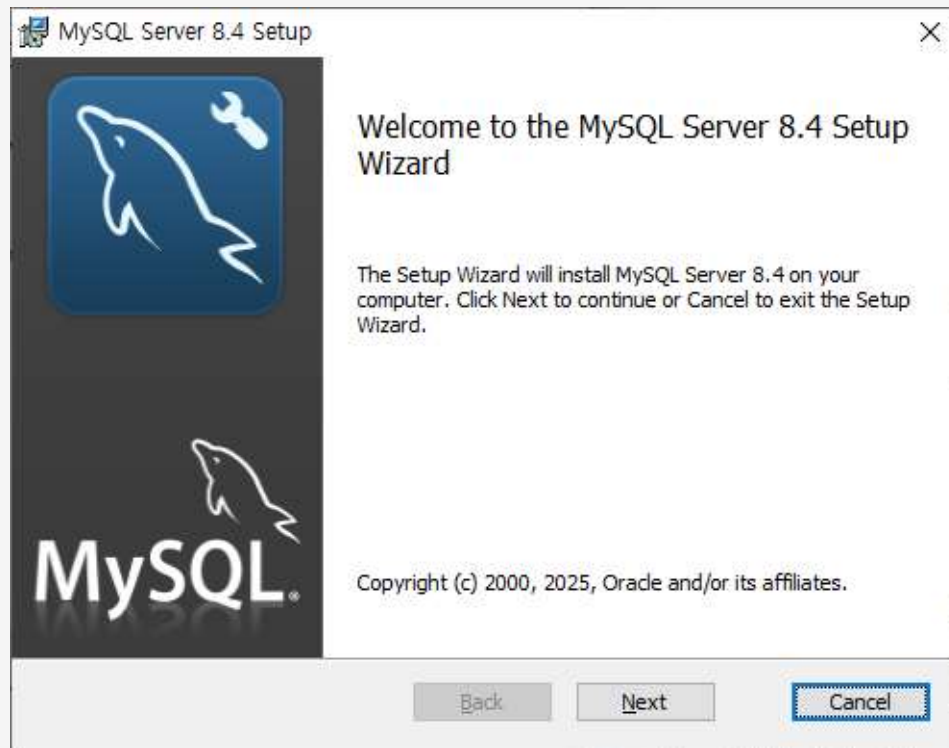 MySQL Server 8.4 Setup
Welcome to the MySQL Server 8.4 Setup
Wizard
The Setup Wizard will install MySQL Server 8.4 on your
computer. Click Next to continue or Cancel to exit the Setup
Wizard.
MySQL.
Copyright (c) 2000, 2025, Oracle and/or its affiliates.
Back
Next
Cancel